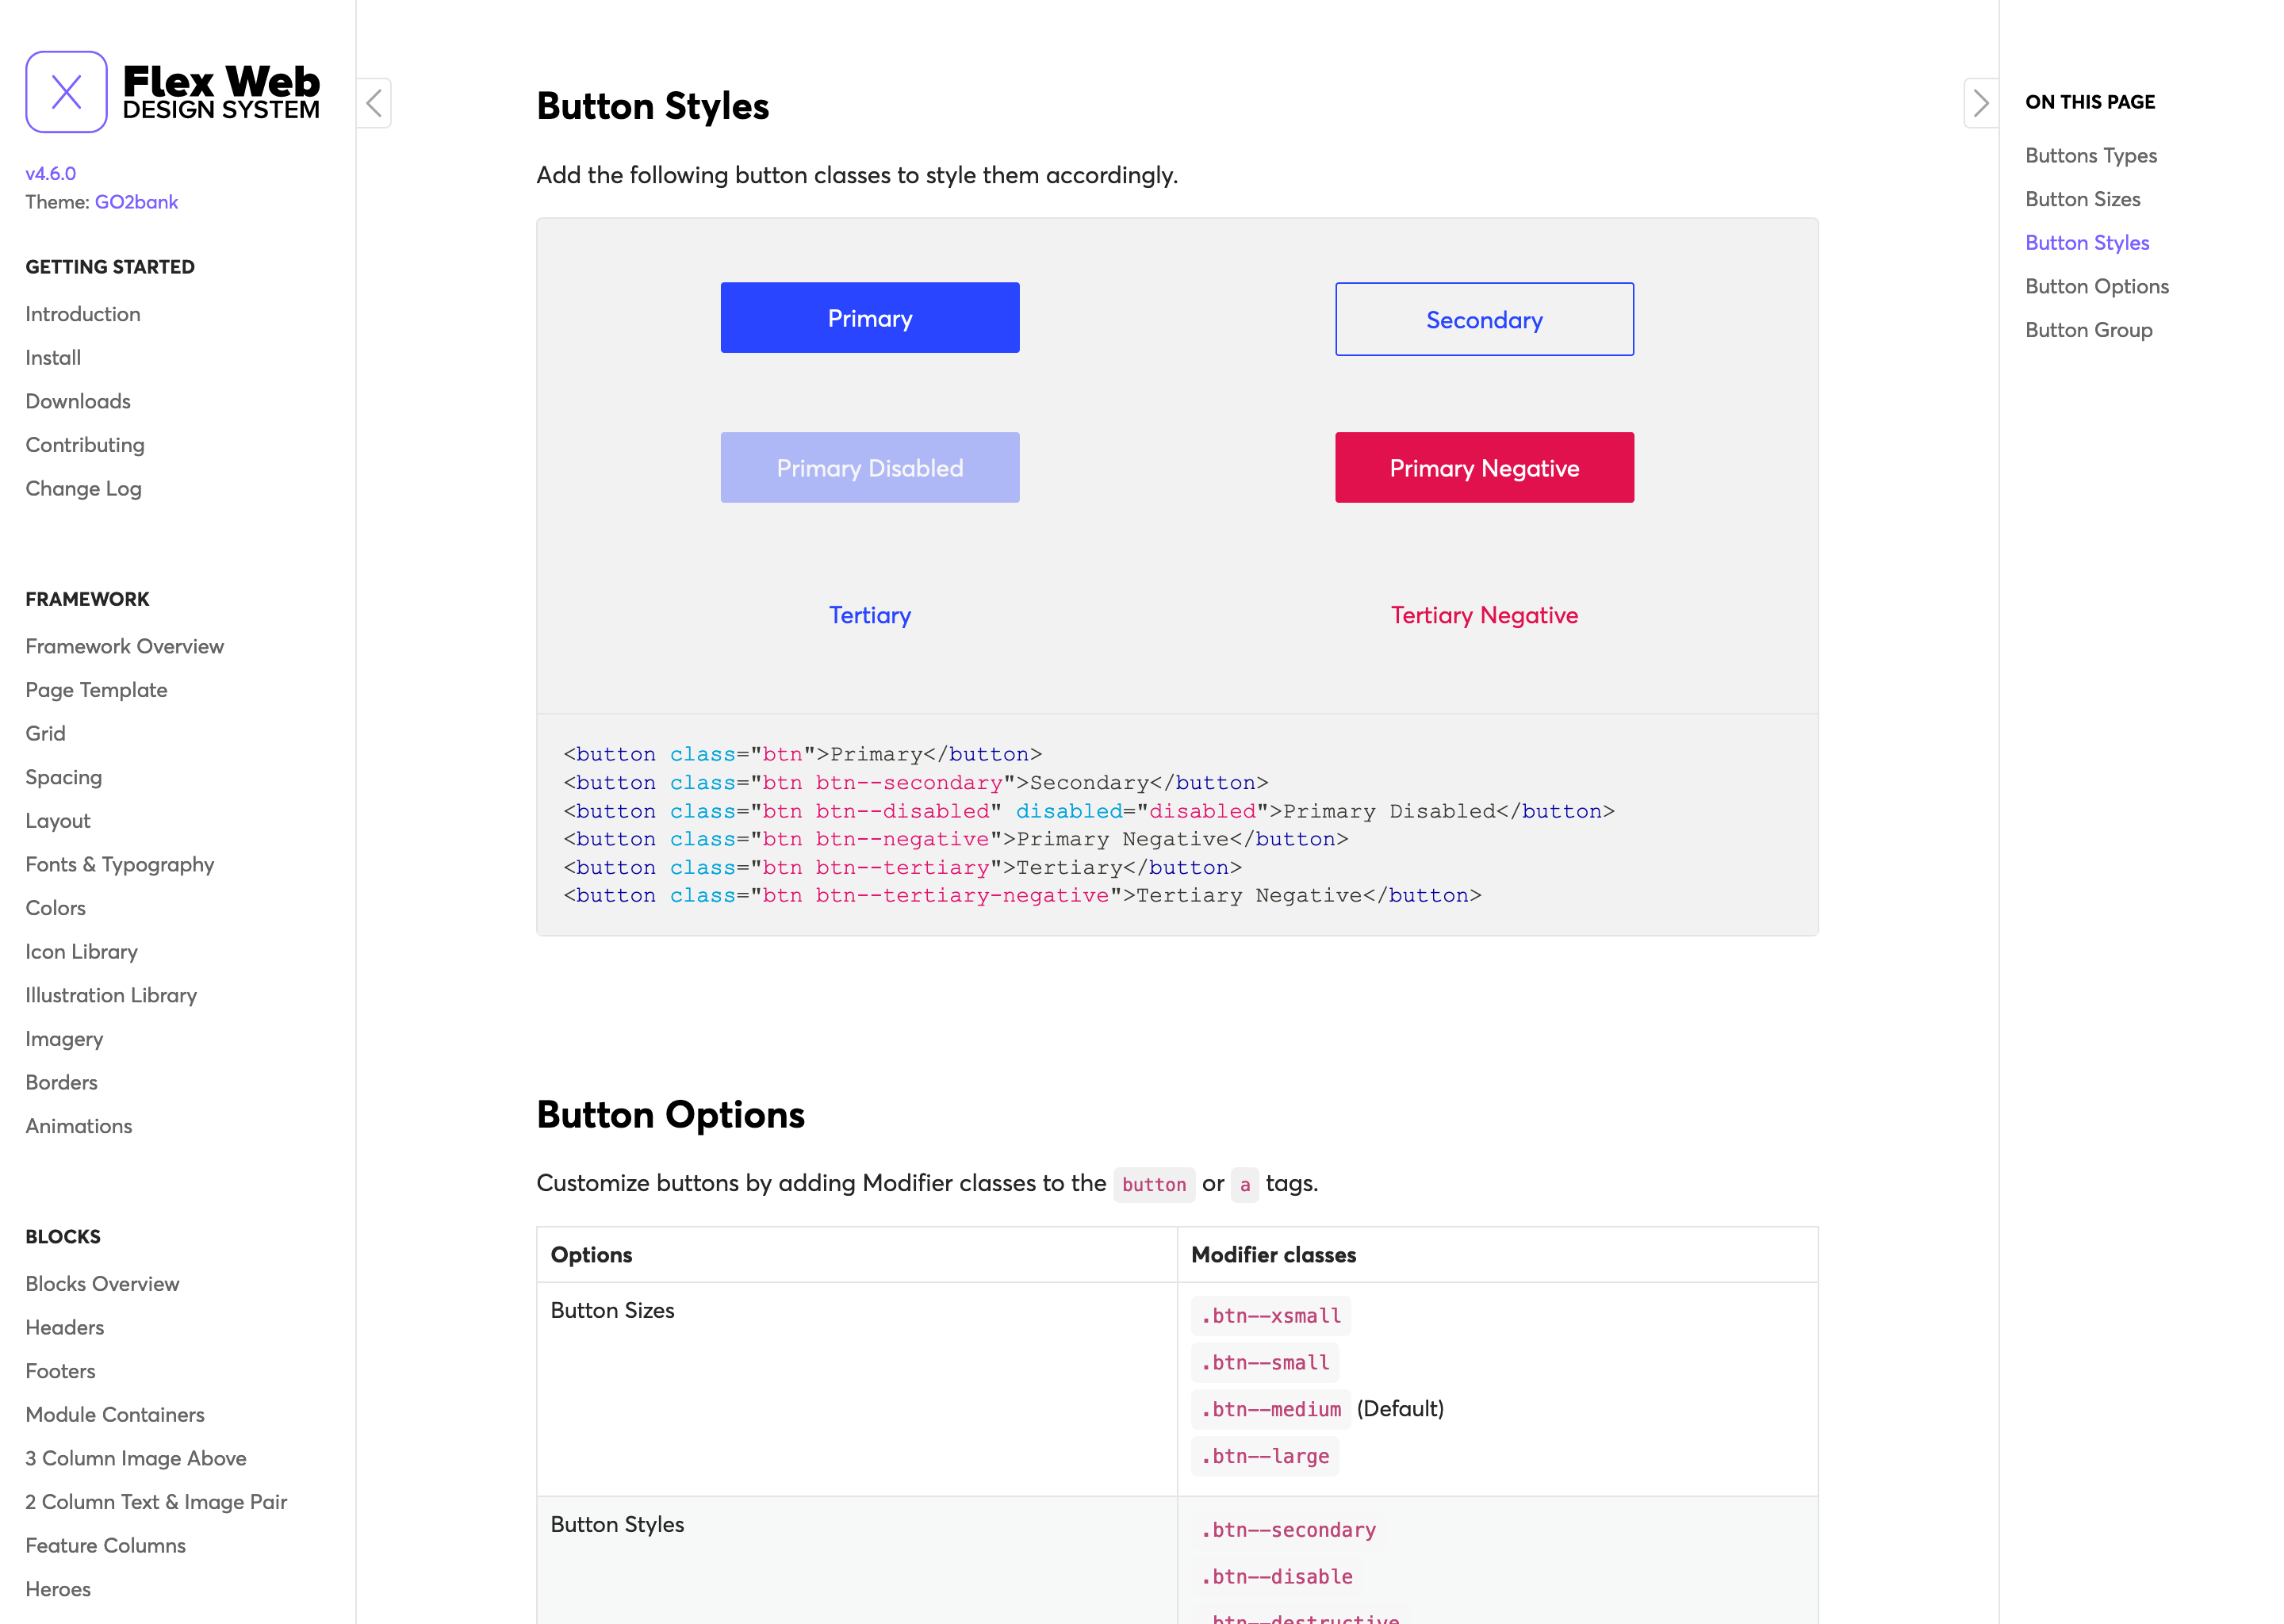 Flex Web
DESIGN SYSTEM
v4.6.0
Theme: GO2bank
GETTING STARTED
Introduction
Install
Downloads
Contributing
Change Log
FRAMEWORK
Framework Overview
Page Template
Grid
Spacing
Layout
Fonts & Typography
Colors
Icon Library
Illustration Library
Imagery
Borders
Animations
BLOCKS
Blocks Overview
Headers
Footers
Module Containers
3 Column Image Above
2 Column Text & Image Pair
Feature Columns
Heroes
Button Styles
Add the following button classes to style them accordingly.
Primary
Secondary
Primary Disabled
Primary Negative
Tertiary
Tertiary Negative
<button class="btn">Primary</button>
<button class="btn btn--secondary">Secondary</button>
<button class="btn btn--disabled" disabled="disabled">Primary Disabled</button>
<button class="btn btn--negative">Primary Negative</button>
<button class="btn btn--tertiary">Tertiary</button>
<button class="btn btn--tertiary-negative">Tertiary Negative</button>
Button Options
Customize buttons by adding Modifier classes to the button or a tags.
Options
Modifier classes
Button Sizes
.btn--xsmall
.btn--small
.btn--medium (Default)
.btn--large
Button Styles
.btn--secondary
.btn--disable
.btn--destructive
ON THIS PAGE
Buttons Types
Button Sizes
Button Styles
Button Options
Button Group